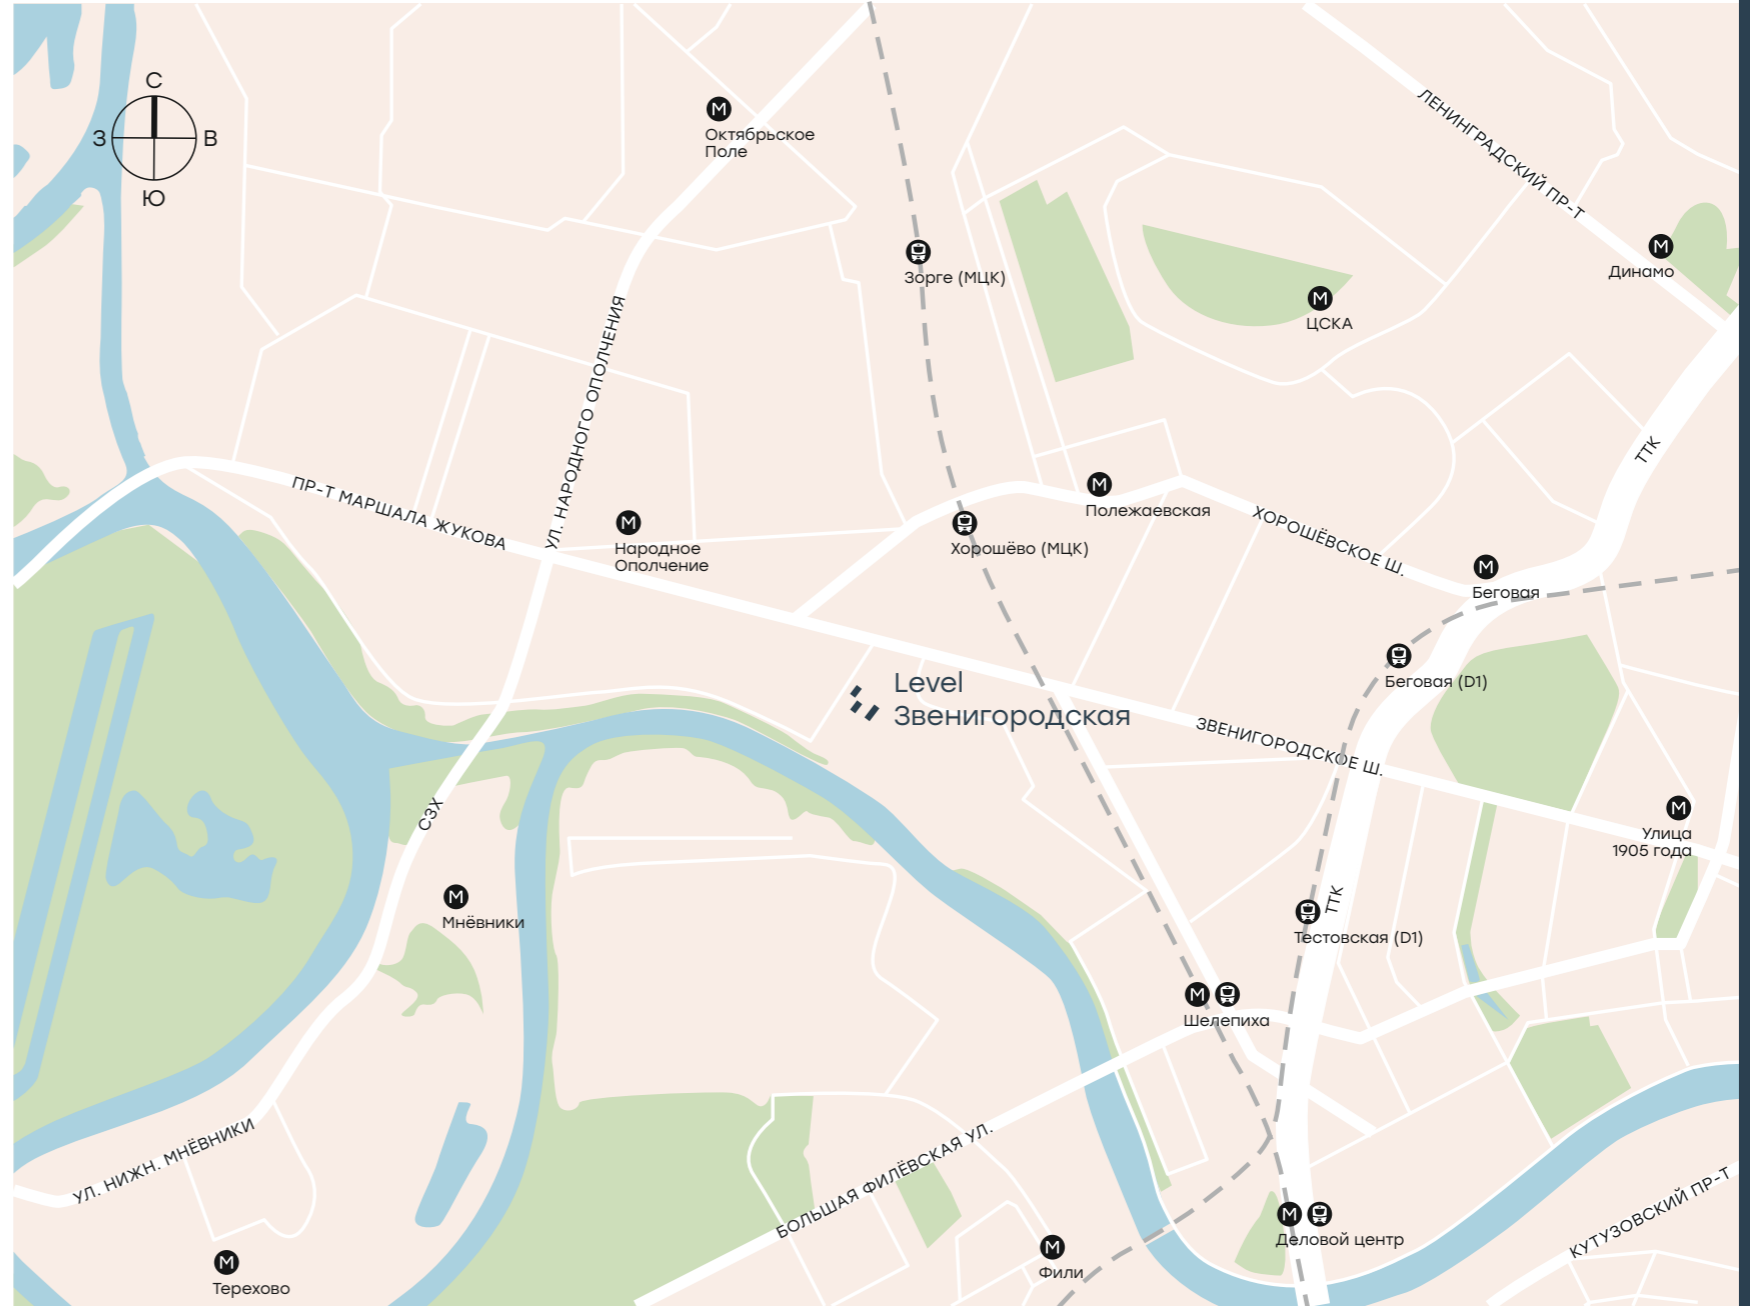 С
З
В
Ю
Октябрьское
Поле
ЛЕНИНГРАДСКИЙ ПР-Т
Зорге (МЦК)
Динамо
ЦСКА
УЛ. НАРОДНОГО ОПОЛЧЕНИЯ
ТТК
ПР-Т МАРШАЛА ЖУКОВА
Полежаевская
ХОРОШЁВСКОЕ Ш.
Народное
Ополчение
Хорошёво (МЦК)
Беговая
Беговая (D1)
Level
Звенигородская
ЗВЕНИГОРОДСКОЕ Ш.
СЗХ
Улица
1905 года
ТТК
Мнёвники
Тестовская (D1)
Шелепиха
УЛ. НИЖН. МНЁВНИКИ
БОЛЬШАЯ ФИЛЁВСКАЯ УЛ.
КУТУЗОВСКИЙ ПР-Т
Деловой центр
Фили
Терехово